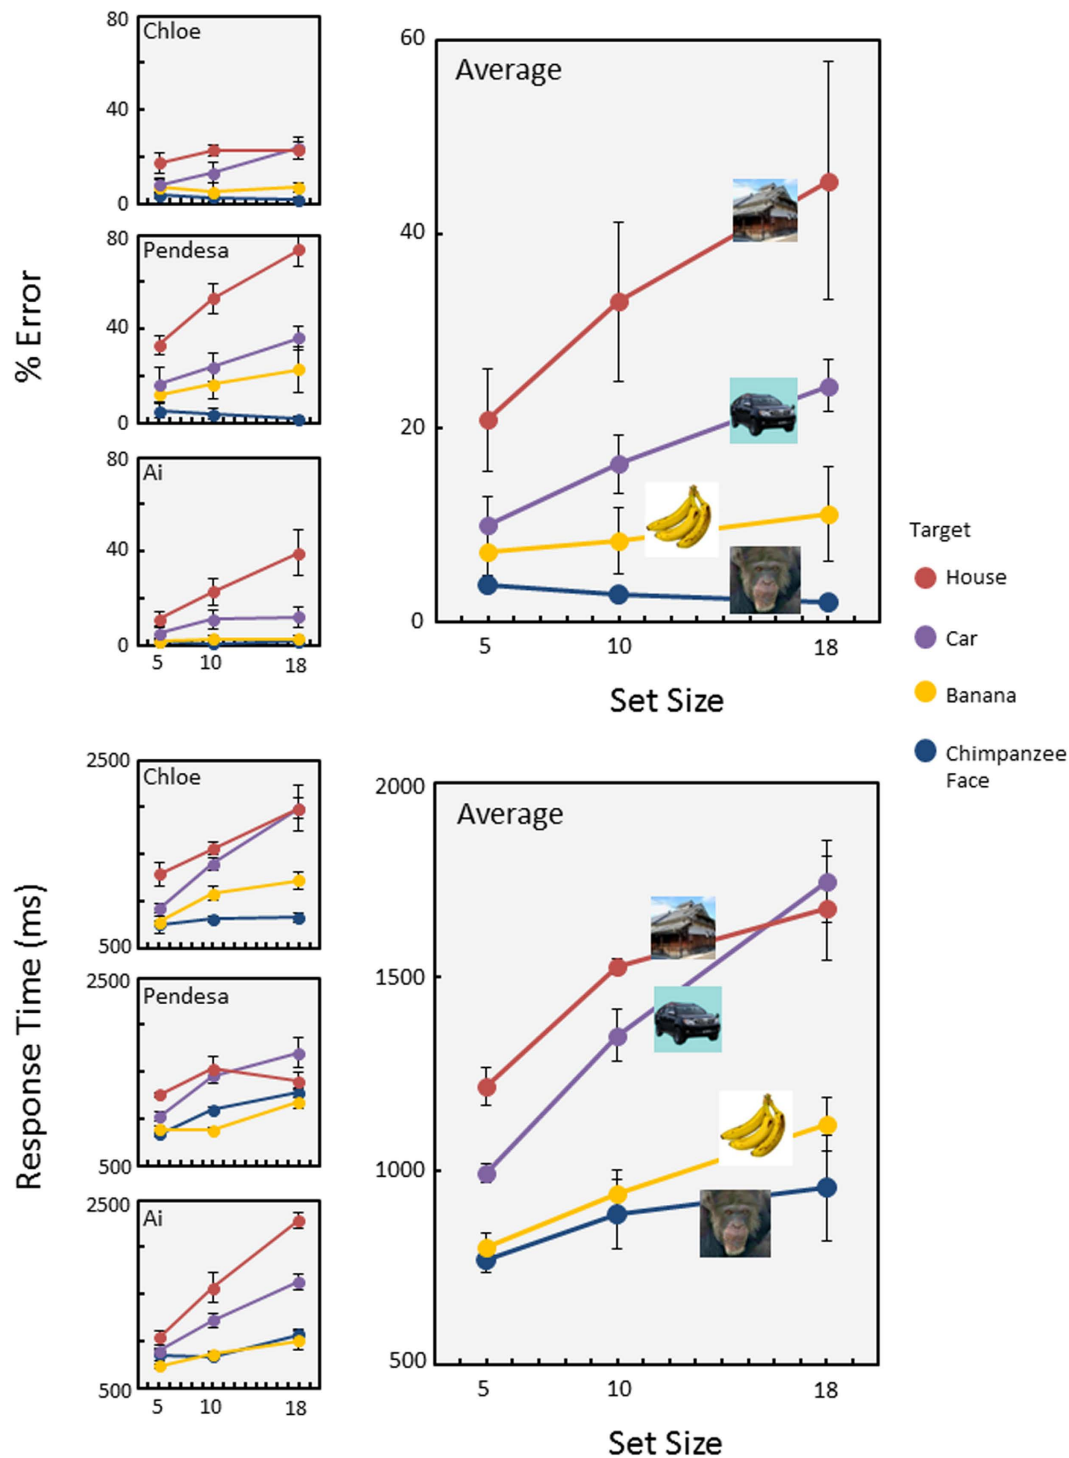 80
Chloe
40
0
80
Pendesa
40
0
80
Ai
40
0
5 10 18
% Error
60
Average
40
20
0
5 10 18
Set Size
Target
House
Car
Banana
Chimpanzee
Face
2500
Chloe
500
2500
Pendesa
500
2500
Ai
500
5 10 18
Response Time (ms)
2000
Average
1500
1000
500
5 10 18
Set Size